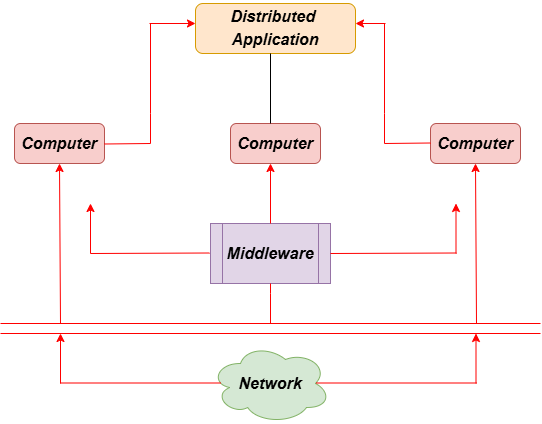 Distributed
Application
Computer
Computer
Computer
Middleware
Network